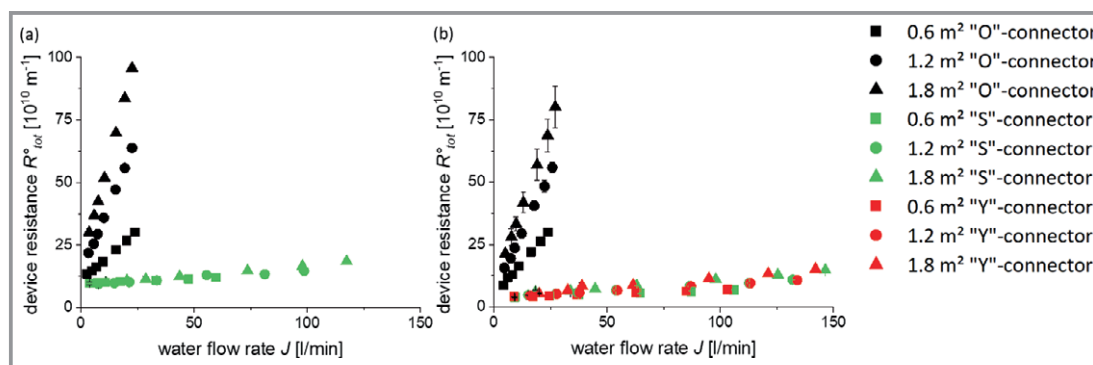 (a)
100
75
50
25
0
device resistance R°tot [10¹⁰ m⁻¹]
0 50 100
water flow rate J [l/min]
(b)
100
75
50
25
0
device resistance R°tot [10¹⁰ m⁻¹]
0 50 100 150
water flow rate J [l/min]
0.6 m² "O"-connector
1.2 m² "O"-connector
1.8 m² "O"-connector
0.6 m² "S"-connector
1.2 m² "S"-connector
1.8 m² "S"-connector
0.6 m² "Y"-connector
1.2 m² "Y"-connector
1.8 m² "Y"-connector